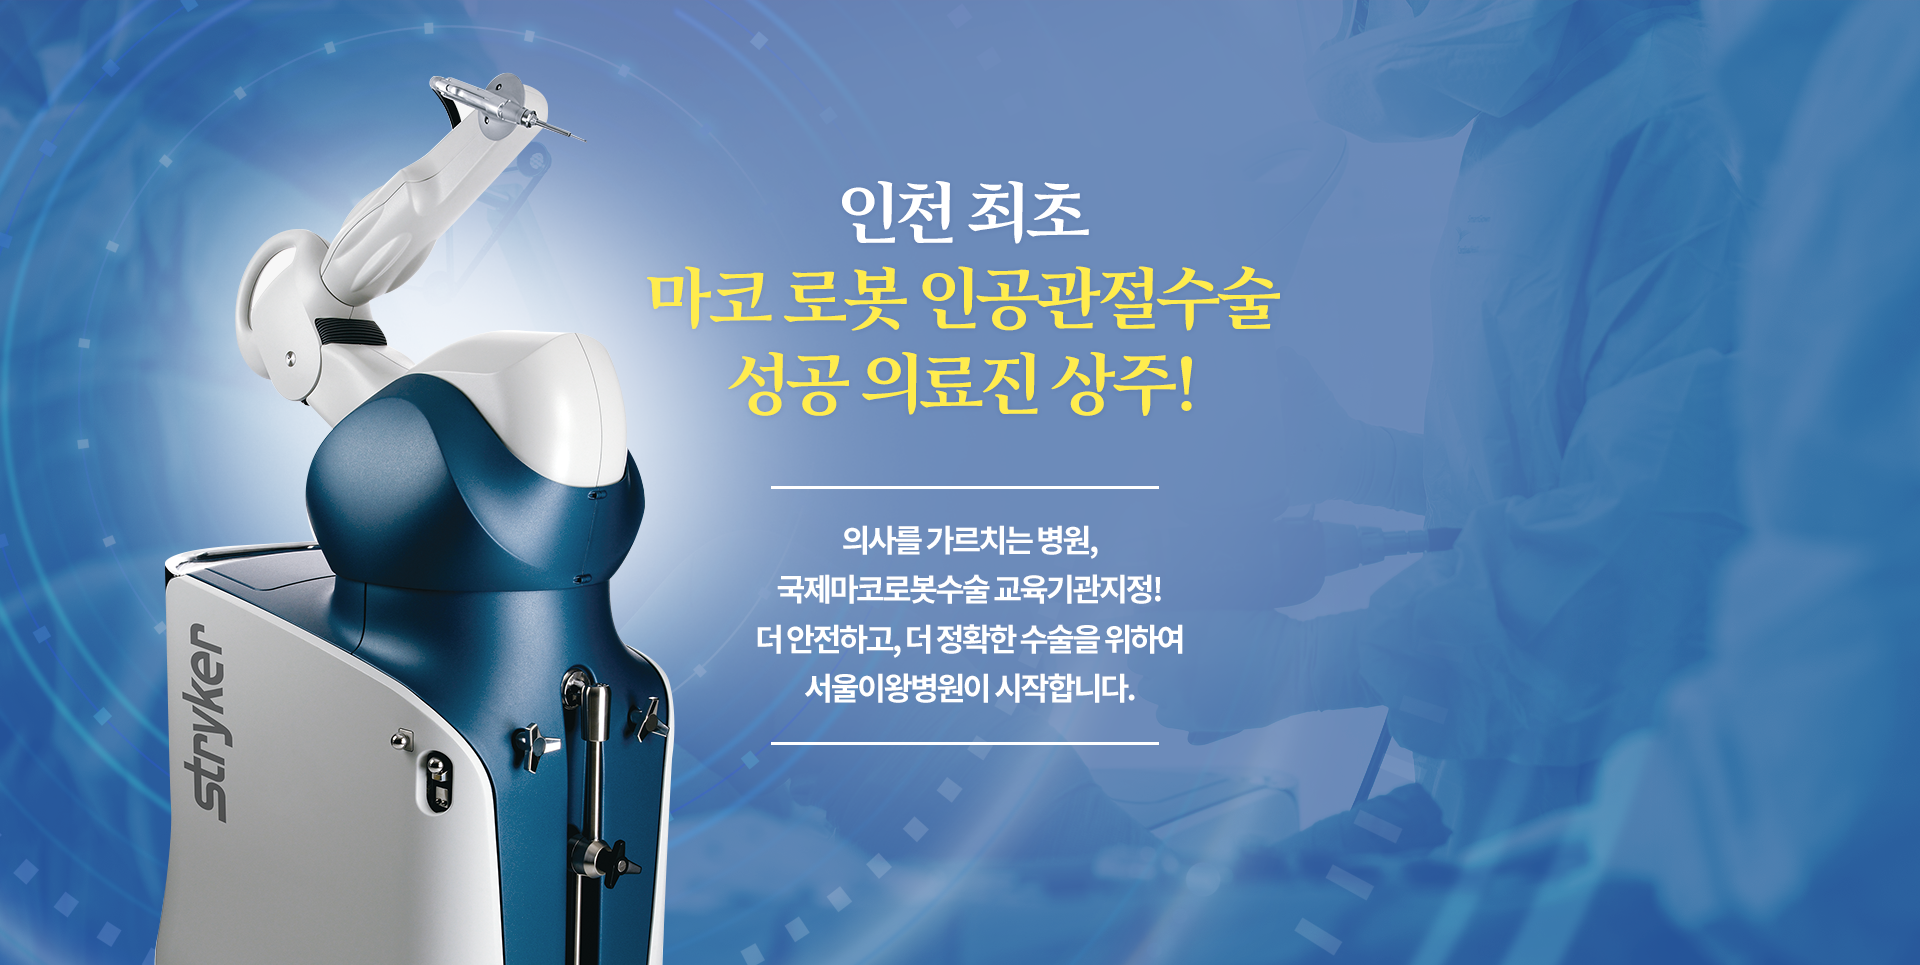 인천 최초
마코 로봇 인공관절수술
성공 의료진 상주!
의사를 가르치는 병원,
국제마코로봇수술 교육기관지정!
더 안전하고, 더 정확한 수술을 위하여
서울이왕병원이 시작합니다.
stryker